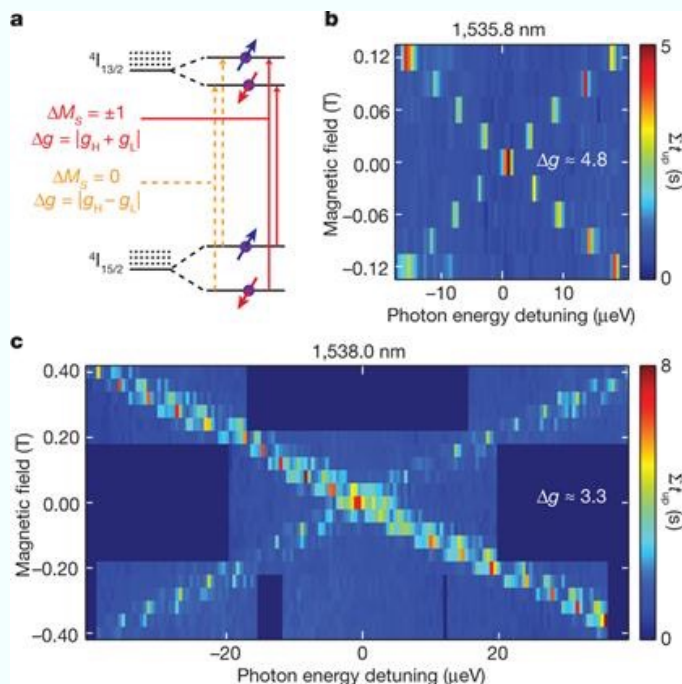 a
⁴I₁₃/₂
ΔMₛ = ±1
Δg = |g_H + g_L|
ΔMₛ = 0
Δg = |g_H – g_L|
⁴I₁₅/₂
b
1,535.8 nm
Magnetic field (T)
0.12
0.06
0.00
–0.06
–0.12
Δg ≈ 4.8
–10
0
10
Photon energy detuning (μeV)
5
0
Σt_up (s)
c
1,538.0 nm
Magnetic field (T)
0.40
0.20
0.00
–0.20
–0.40
Δg ≈ 3.3
–20
0
20
Photon energy detuning (μeV)
8
0
Σt_up (s)